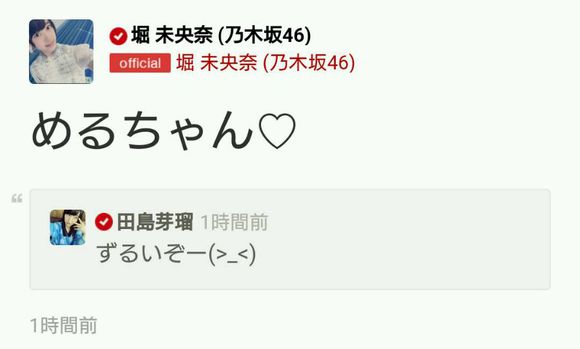 堀 未央奈 (乃木坂46)
official 堀 未央奈 (乃木坂46)
めるちゃん♡
田島芽瑠 1時間前
ずるいぞー(>_<)
1時間前